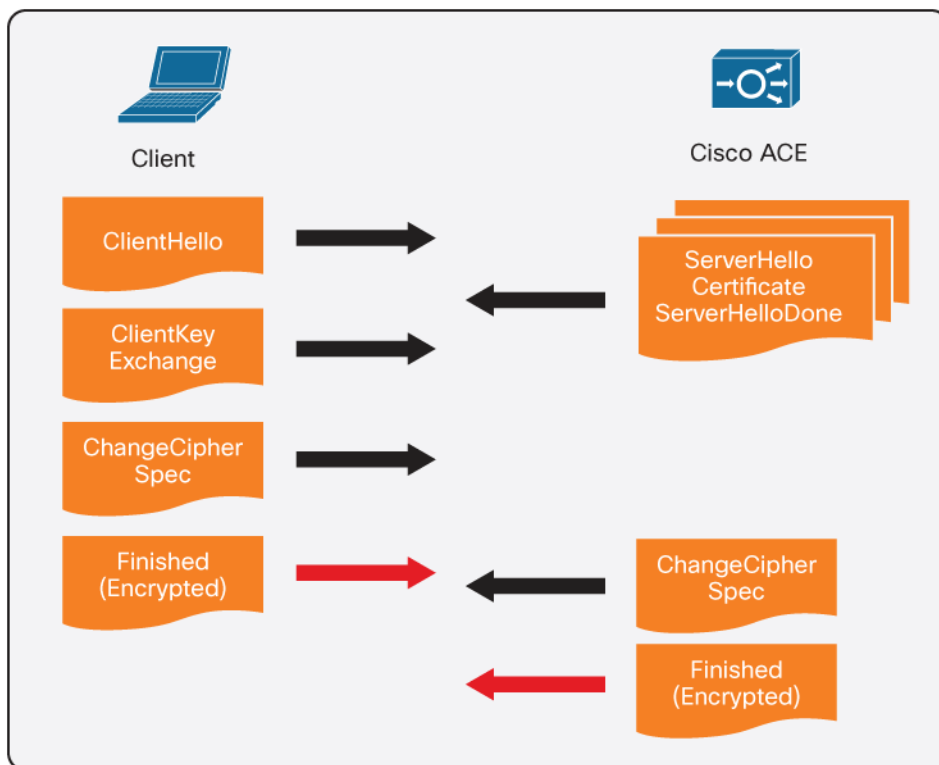 Client
Cisco ACE
ClientHello
ServerHello
Certificate
ServerHelloDone
ClientKey
Exchange
ChangeCipher
Spec
Finished
(Encrypted)
ChangeCipher
Spec
Finished
(Encrypted)